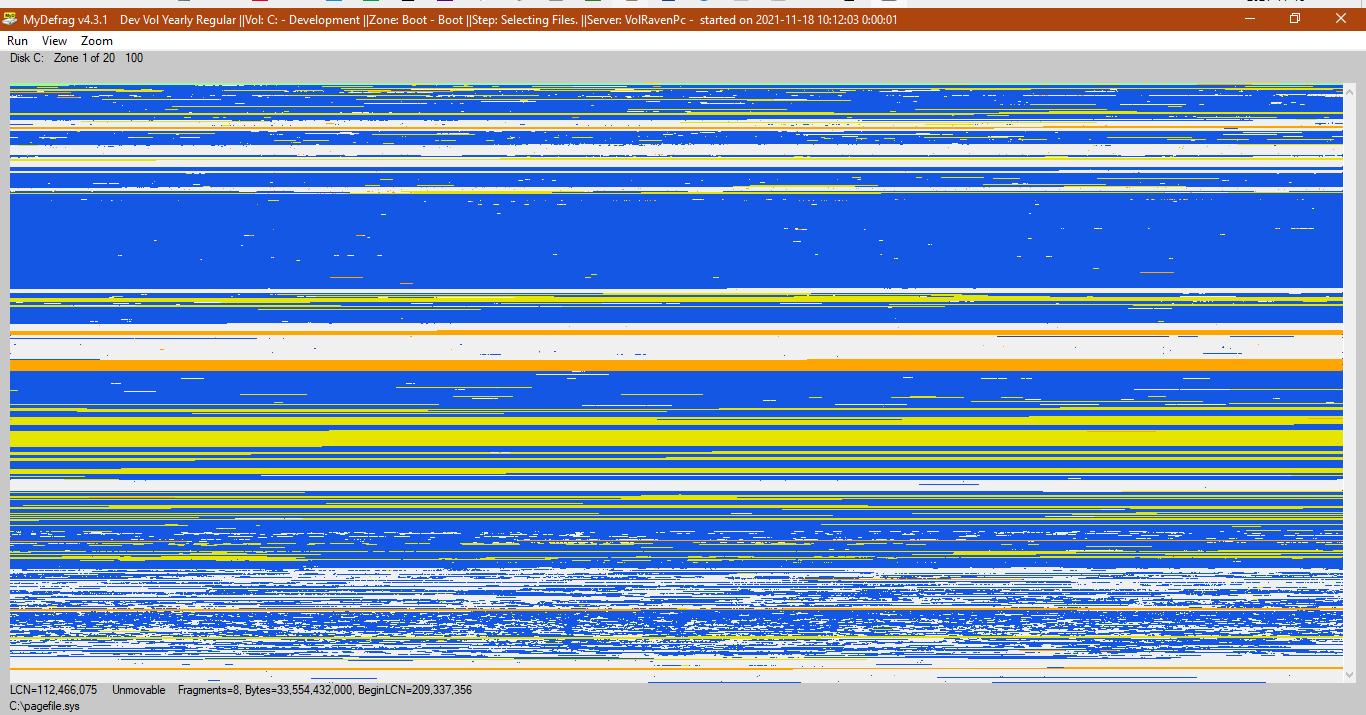 MyDefrag v4.3.1 Dev Vol Yearly Regular ||Vol: C: - Development ||Zone: Boot - Boot ||Step: Selecting Files. ||Server: VolRavenPc - started on 2021-11-18 10:12:03 0:00:01
Run View Zoom
Disk C: Zone 1 of 20 100
LCN=112,466,075 Unmovable Fragments=8, Bytes=33,554,432,000, BeginLCN=209,337,356
C:\pagefile.sys